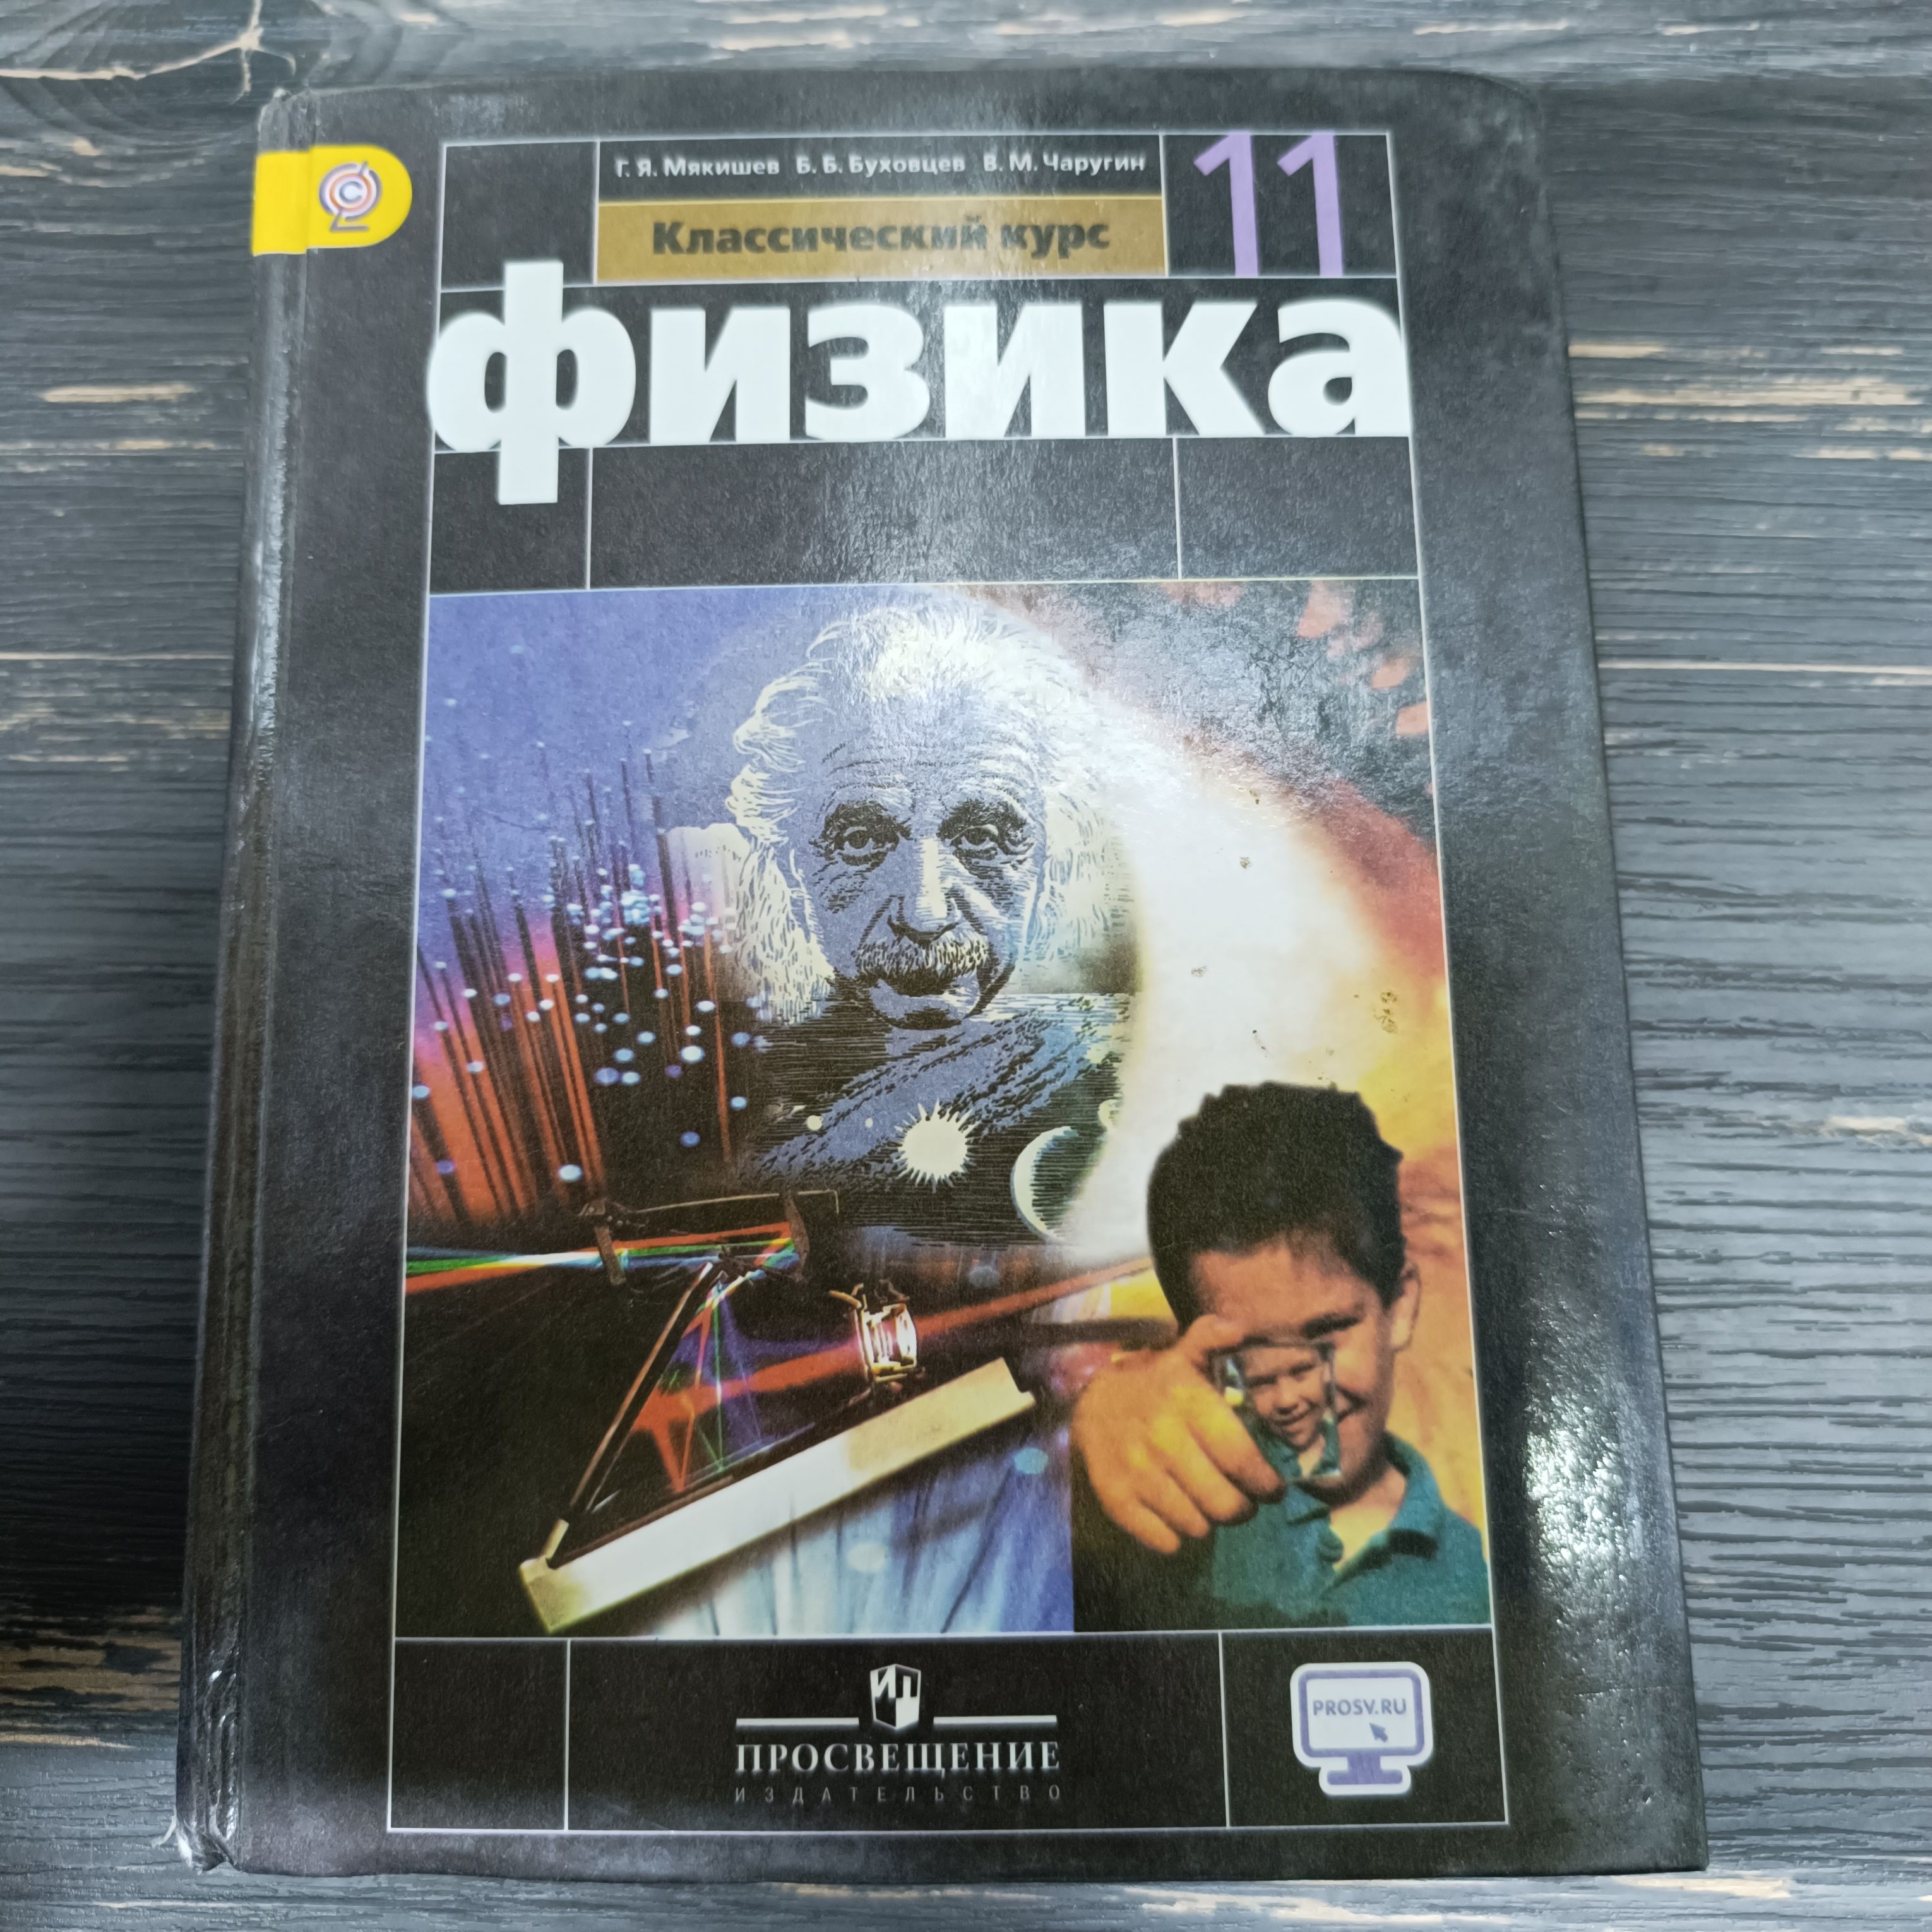 Г. Я. Мякишев Б. Б. Буховцев В. М. Чаругин
Классический курс
11
физика
ПРОСВЕЩЕНИЕ
ИЗДАТЕЛЬСТВО
PROSV.RU